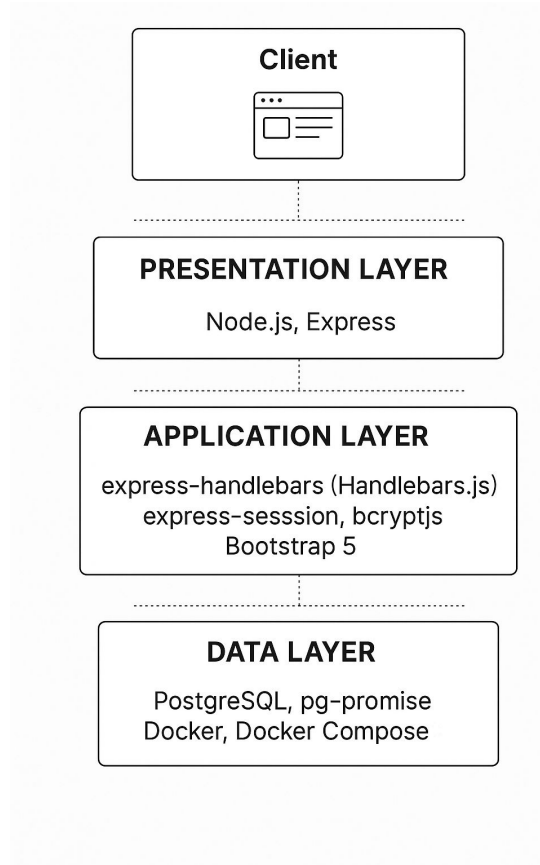 Client
PRESENTATION LAYER
Node.js, Express
APPLICATION LAYER
express-handlebars (Handlebars.js)
express-sesssion, bcryptjs
Bootstrap 5
DATA LAYER
PostgreSQL, pg-promise
Docker, Docker Compose